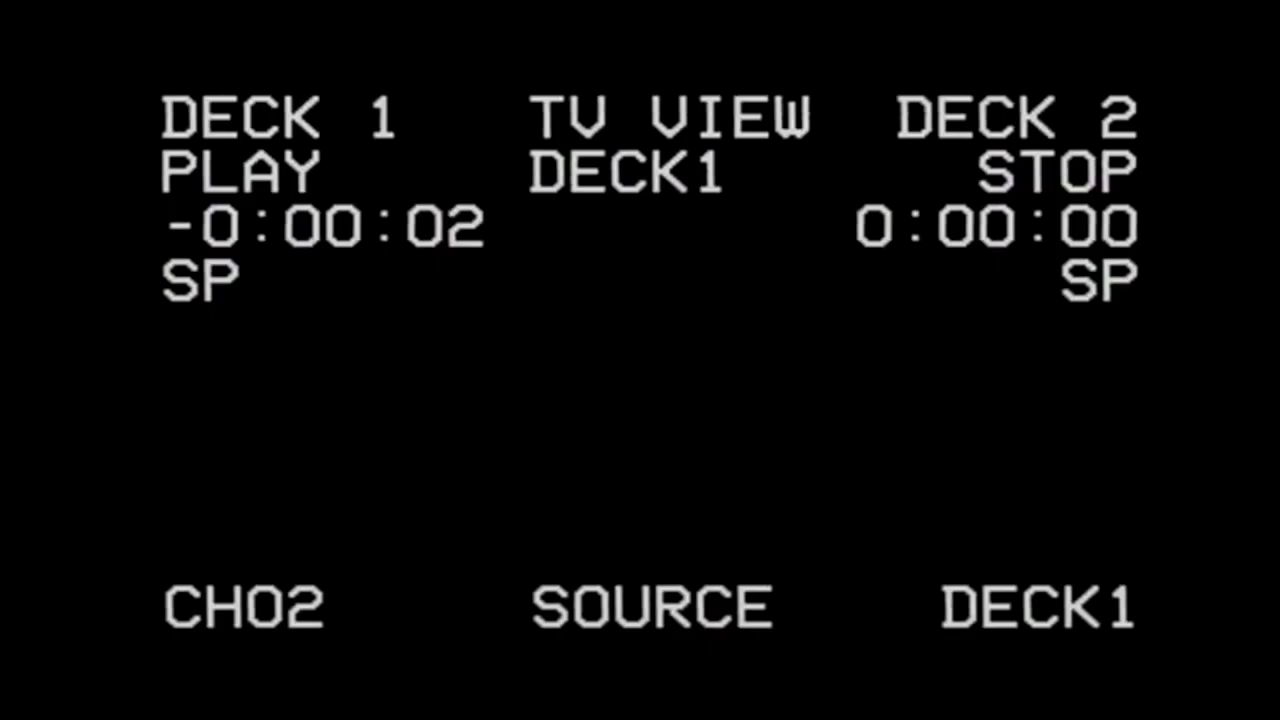 DECK 1 TV VIEW DECK 2
PLAY DECK1 STOP
-0:00:02 0:00:00
SP SP
CH02 SOURCE DECK1